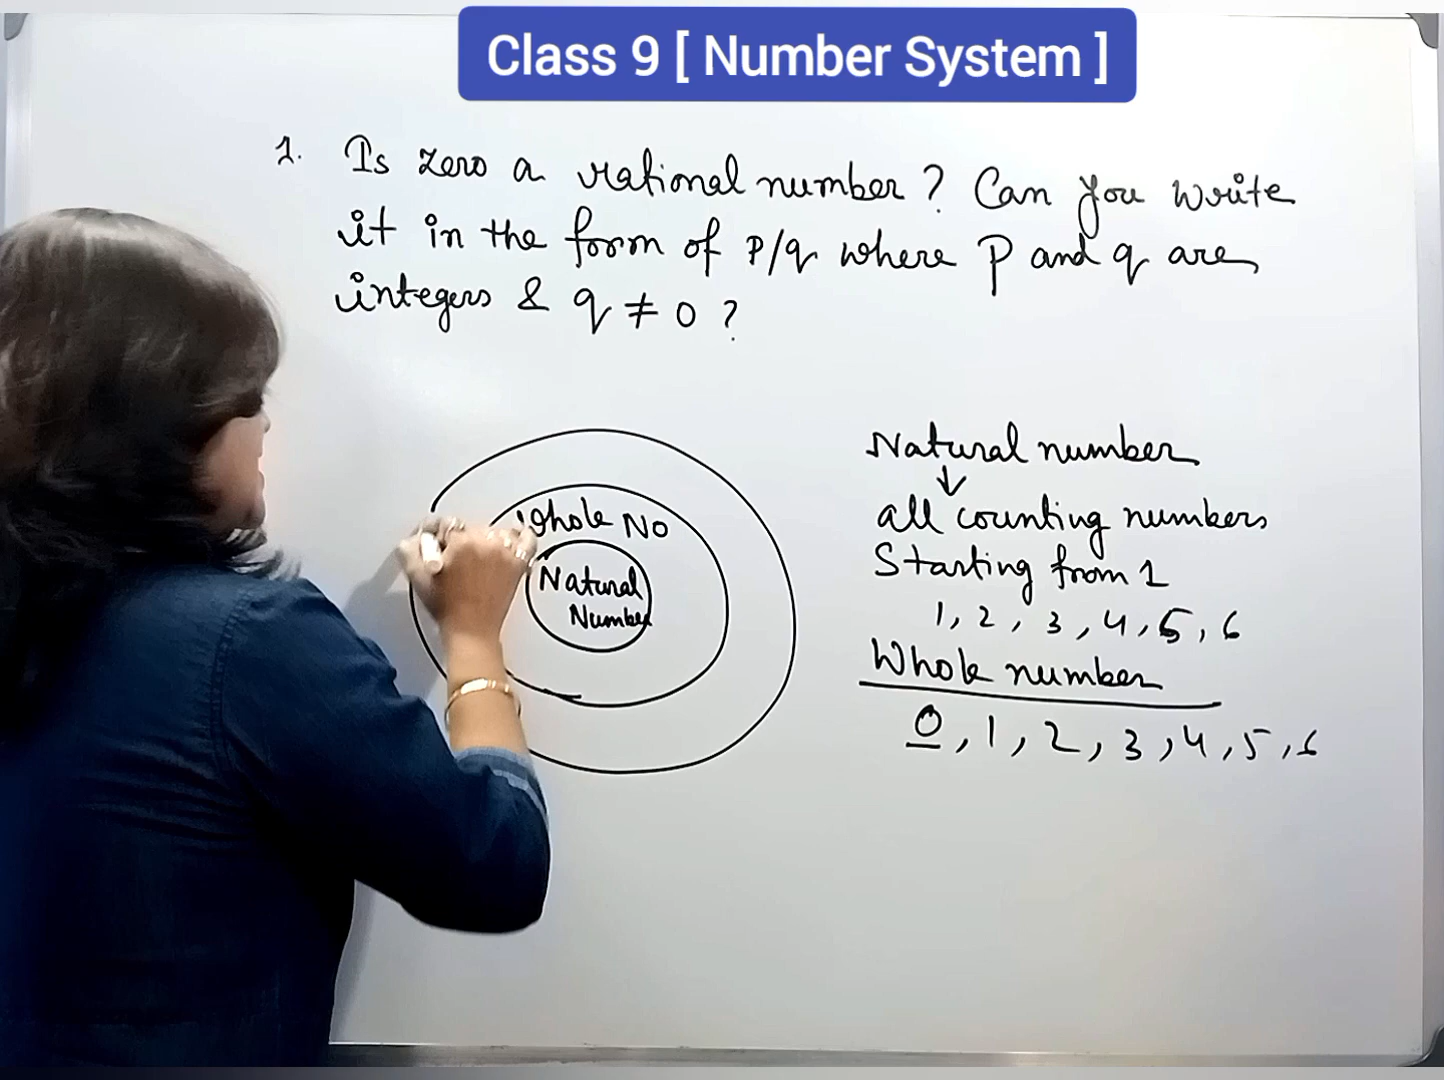 Class 9 [ Number System ]
1. Is zero a rational number? Can you write
it in the form of p/q where p and q are
integers & q ≠ 0 ?
Whole No
Natural
Number
Natural number
↓
all counting numbers
Starting from 1
1, 2, 3, 4, 5, 6
Whole number
0, 1, 2, 3, 4, 5, 6